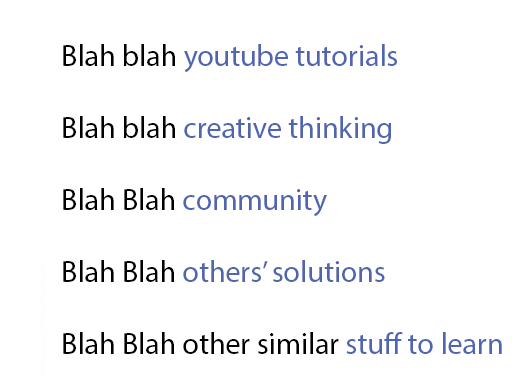 Blah blah youtube tutorials
Blah blah creative thinking
Blah Blah community
Blah Blah others’ solutions
Blah Blah other similar stuff to learn